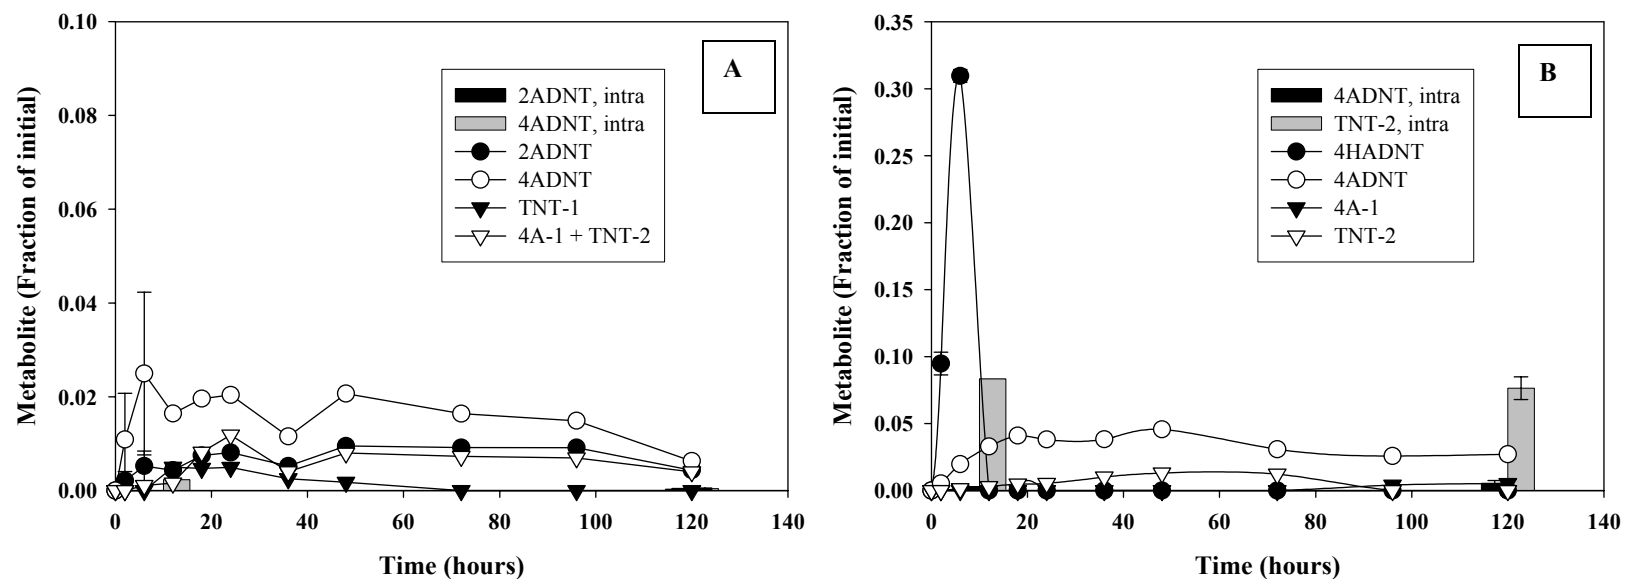 A
2ADNT, intra
4ADNT, intra
2ADNT
4ADNT
TNT-1
4A-1 + TNT-2
Metabolite (Fraction of initial)
0.10
0.08
0.06
0.04
0.02
0.00
0 20 40 60 80 100 120 140
Time (hours)
B
4ADNT, intra
TNT-2, intra
4HADNT
4ADNT
4A-1
TNT-2
Metabolite (Fraction of initial)
0.35
0.30
0.25
0.20
0.15
0.10
0.05
0.00
0 20 40 60 80 100 120 140
Time (hours)